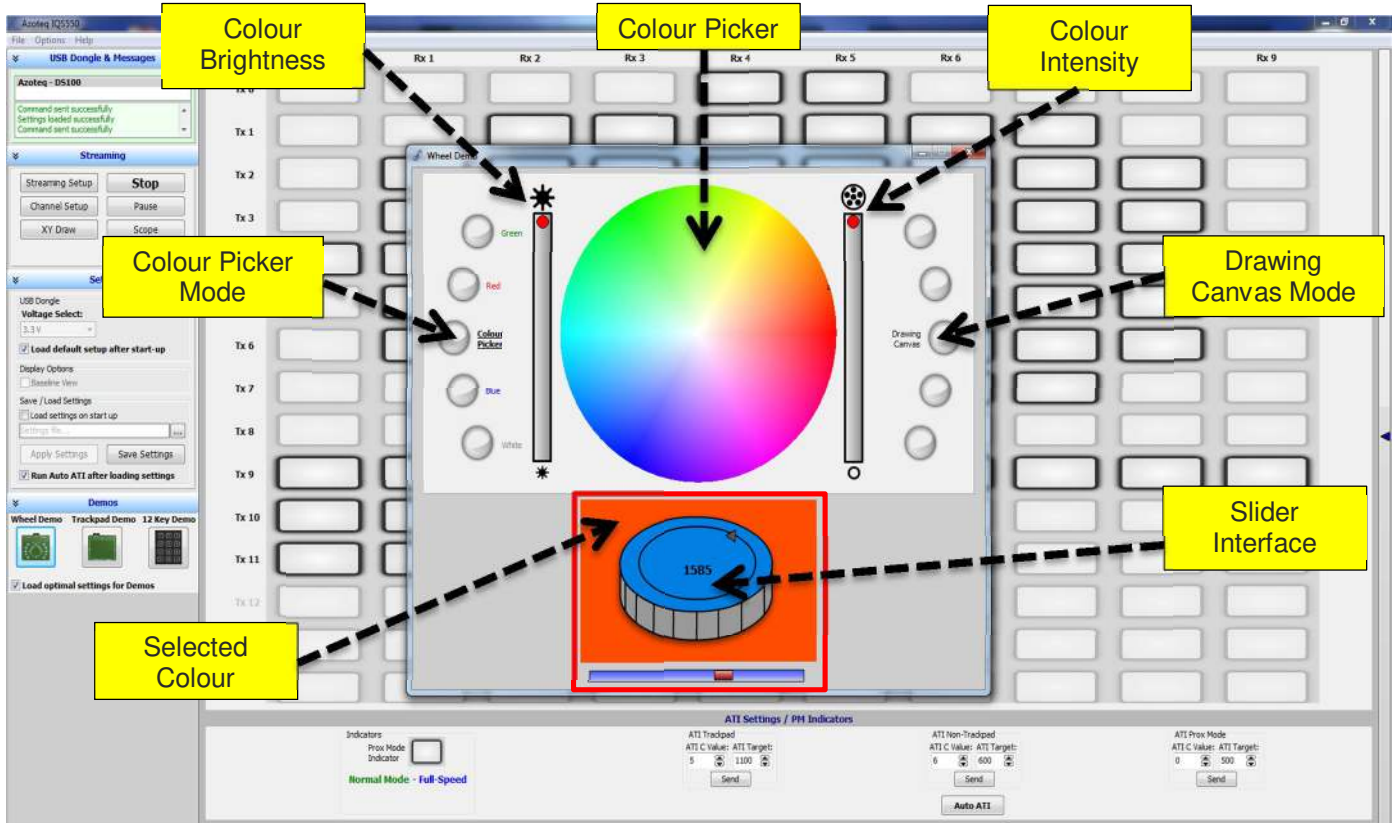 Azoteq IQS550
File Options Help
Colour
Brightness
Colour Picker
Colour
Intensity
USB Dongle & Messages
Azoteq - DS100
Command sent successfully
Settings loaded successfully
Command sent successfully
Streaming
Streaming Setup
Stop
Channel Setup
Pause
XY Draw
Scope
Colour Picker
Mode
USB Dongle
Voltage Select:
3.3 V
Load default setup after start-up
Display Options
Baseline View
Save / Load Settings
Load settings on start up
Settings file...
...
Apply Settings
Save Settings
Run Auto ATI after loading settings
Demos
Wheel Demo Trackpad Demo 12 Key Demo
Load optimal settings for Demos
Rx 1 Rx 2 Rx 3 Rx 4 Rx 5 Rx 6 Rx 9
Tx 0
Tx 1
Tx 2
Tx 3
Tx 6
Tx 7
Tx 8
Tx 9
Tx 10
Tx 11
Tx 12
Wheel Demo
Green
Red
Colour
Picker
Blue
White
Drawing
Canvas
Drawing
Canvas Mode
1585
Slider
Interface
Selected
Colour
ATI Settings / PM Indicators
Indicators
Prox Mode
Indicator
Normal Mode - Full-Speed
ATI Trackpad
ATI C Value: ATI Target:
5 1100
Send
ATI Non-Trackpad
ATI C Value: ATI Target:
6 600
Send
Auto ATI
ATI Prox Mode
ATI C Value: ATI Target:
0 500
Send